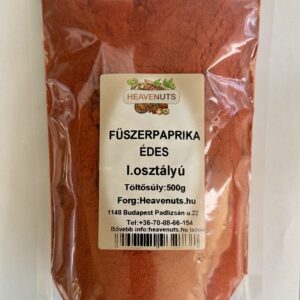 HEAVENUTS
FŰSZERPAPRIKA
ÉDES
I.osztályú
Töltősúly:500g
Forg:Heavenuts.hu
1148 Budapest Padlizsán u.22
Tel:+36-70-88-66-154
Bővebb info:heavenuts.hu lapon